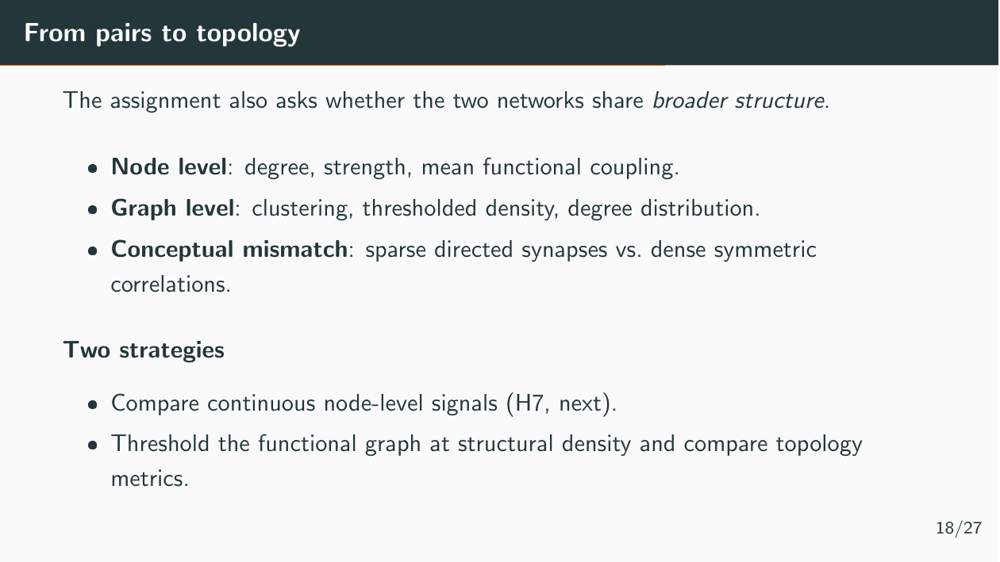 From pairs to topology
The assignment also asks whether the two networks share broader structure.
• Node level: degree, strength, mean functional coupling.
• Graph level: clustering, thresholded density, degree distribution.
• Conceptual mismatch: sparse directed synapses vs. dense symmetric
correlations.
Two strategies
• Compare continuous node-level signals (H7, next).
• Threshold the functional graph at structural density and compare topology
metrics.
18/27